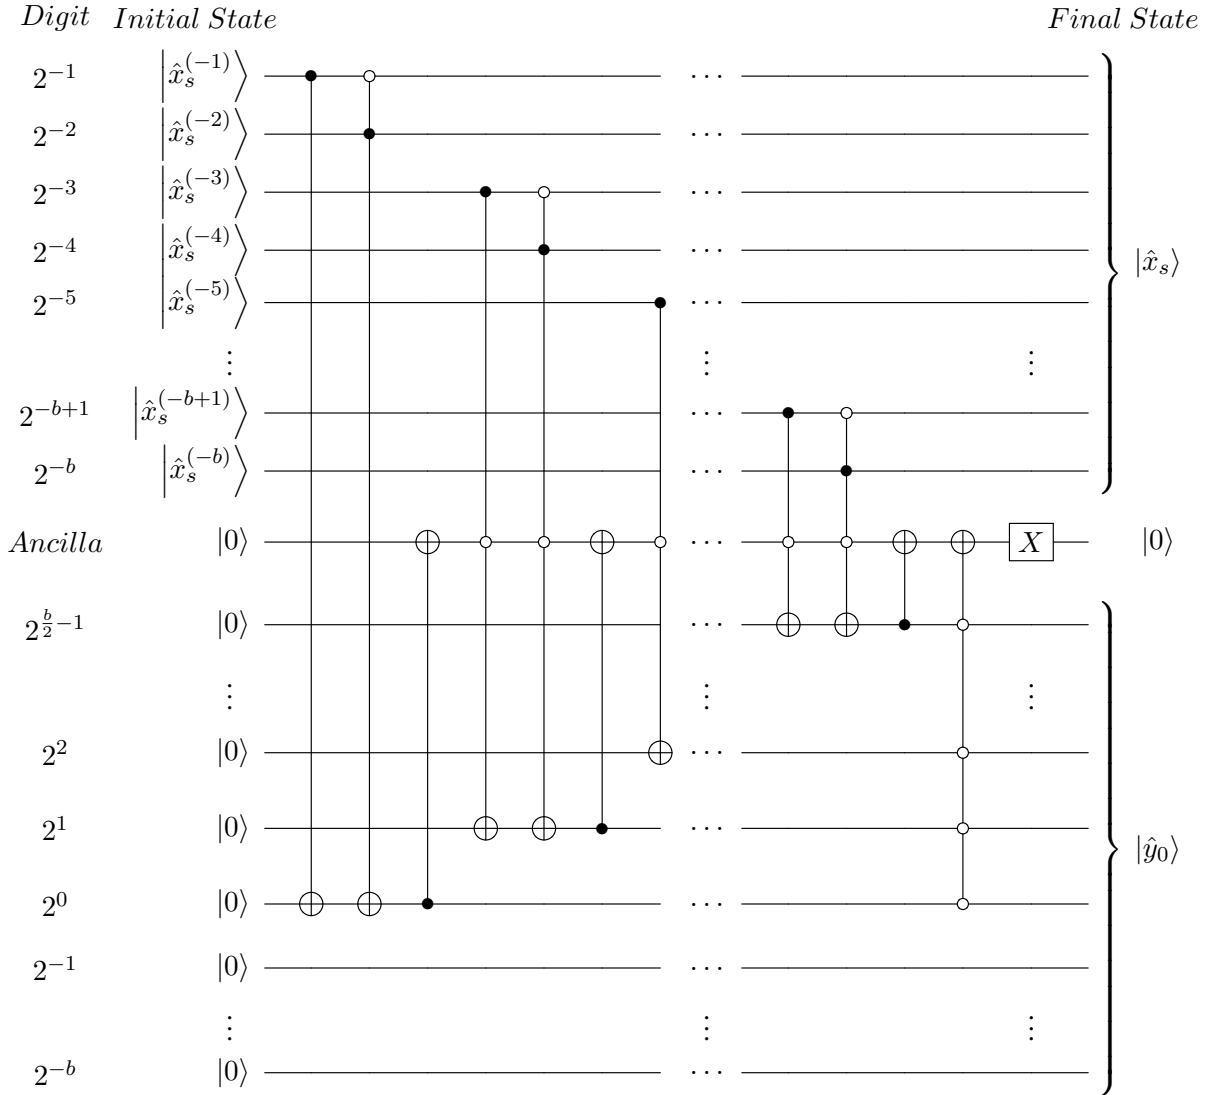 Digit Initial State Final State
2^{-1} |x̂_s^{(-1)}⟩ ⋯
2^{-2} |x̂_s^{(-2)}⟩ ⋯
2^{-3} |x̂_s^{(-3)}⟩ ⋯
2^{-4} |x̂_s^{(-4)}⟩ ⋯ |x̂_s⟩
2^{-5} |x̂_s^{(-5)}⟩ ⋯
⋮ ⋮ ⋮
2^{-b+1} |x̂_s^{(-b+1)}⟩ ⋯
2^{-b} |x̂_s^{(-b)}⟩ ⋯
Ancilla |0⟩ ⋯ X |0⟩
2^{\frac{b}{2}-1} |0⟩ ⋯
⋮ ⋮ ⋮
2^2 |0⟩ ⋯
2^1 |0⟩ ⋯ |ŷ_0⟩
2^0 |0⟩ ⋯
2^{-1} |0⟩ ⋯
⋮ ⋮ ⋮
2^{-b} |0⟩ ⋯